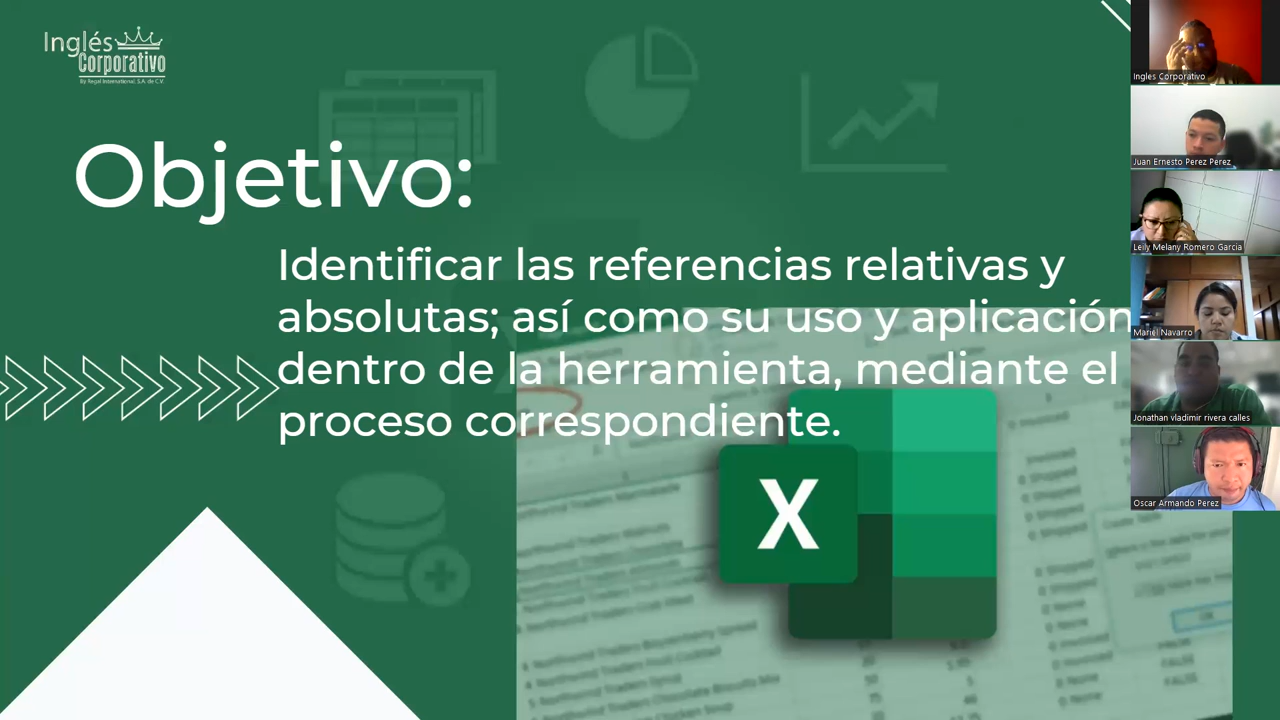 Inglés
Corporativo
By Regal International, S.A. de C.V.
Objetivo:
Identificar las referencias relativas y
absolutas; así como su uso y aplicación
dentro de la herramienta, mediante el
proceso correspondiente.
X
Ingles Corporativo
Juan Ernesto Perez Perez
Leily Melany Romero Garcia
Mariel Navarro
Jonathan vladimir rivera calles
Oscar Armando Perez